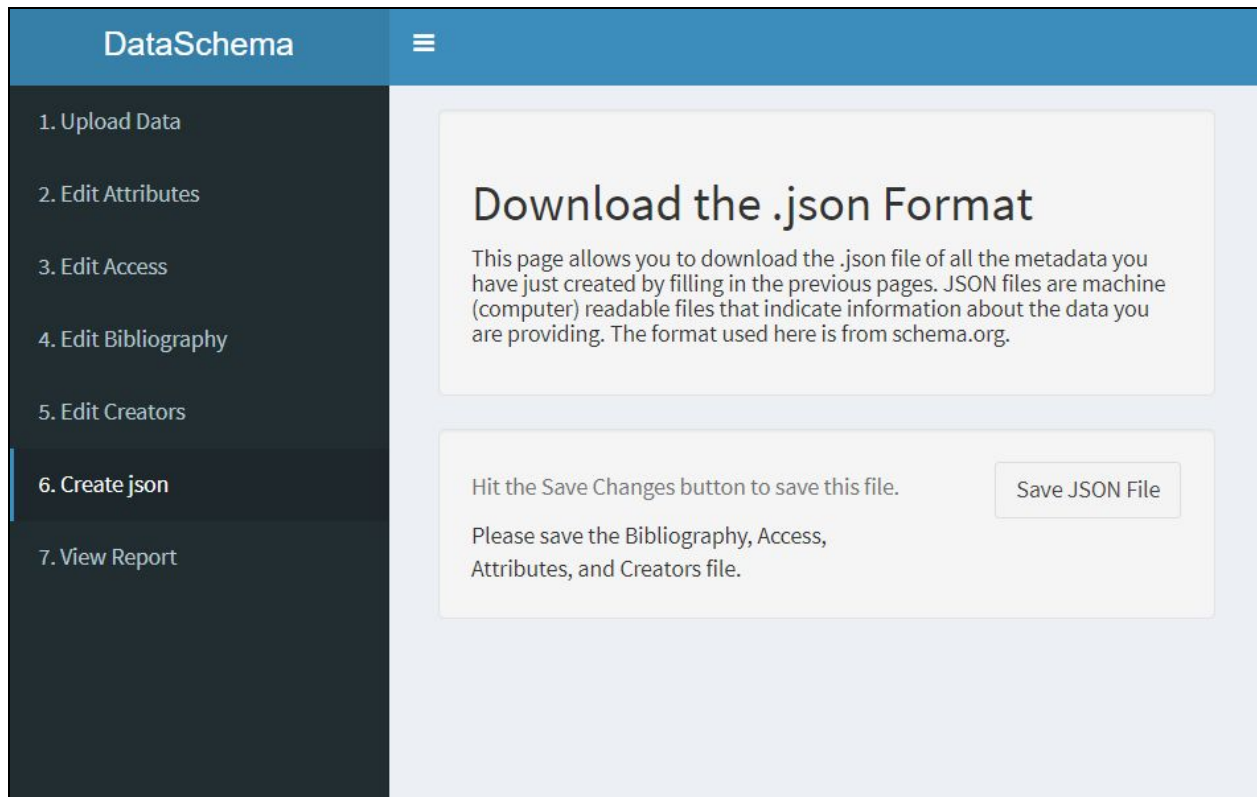 DataSchema
1. Upload Data
2. Edit Attributes
3. Edit Access
4. Edit Bibliography
5. Edit Creators
6. Create json
7. View Report
Download the .json Format
This page allows you to download the .json file of all the metadata you
have just created by filling in the previous pages. JSON files are machine
(computer) readable files that indicate information about the data you
are providing. The format used here is from schema.org.
Hit the Save Changes button to save this file.
Save JSON File
Please save the Bibliography, Access,
Attributes, and Creators file.